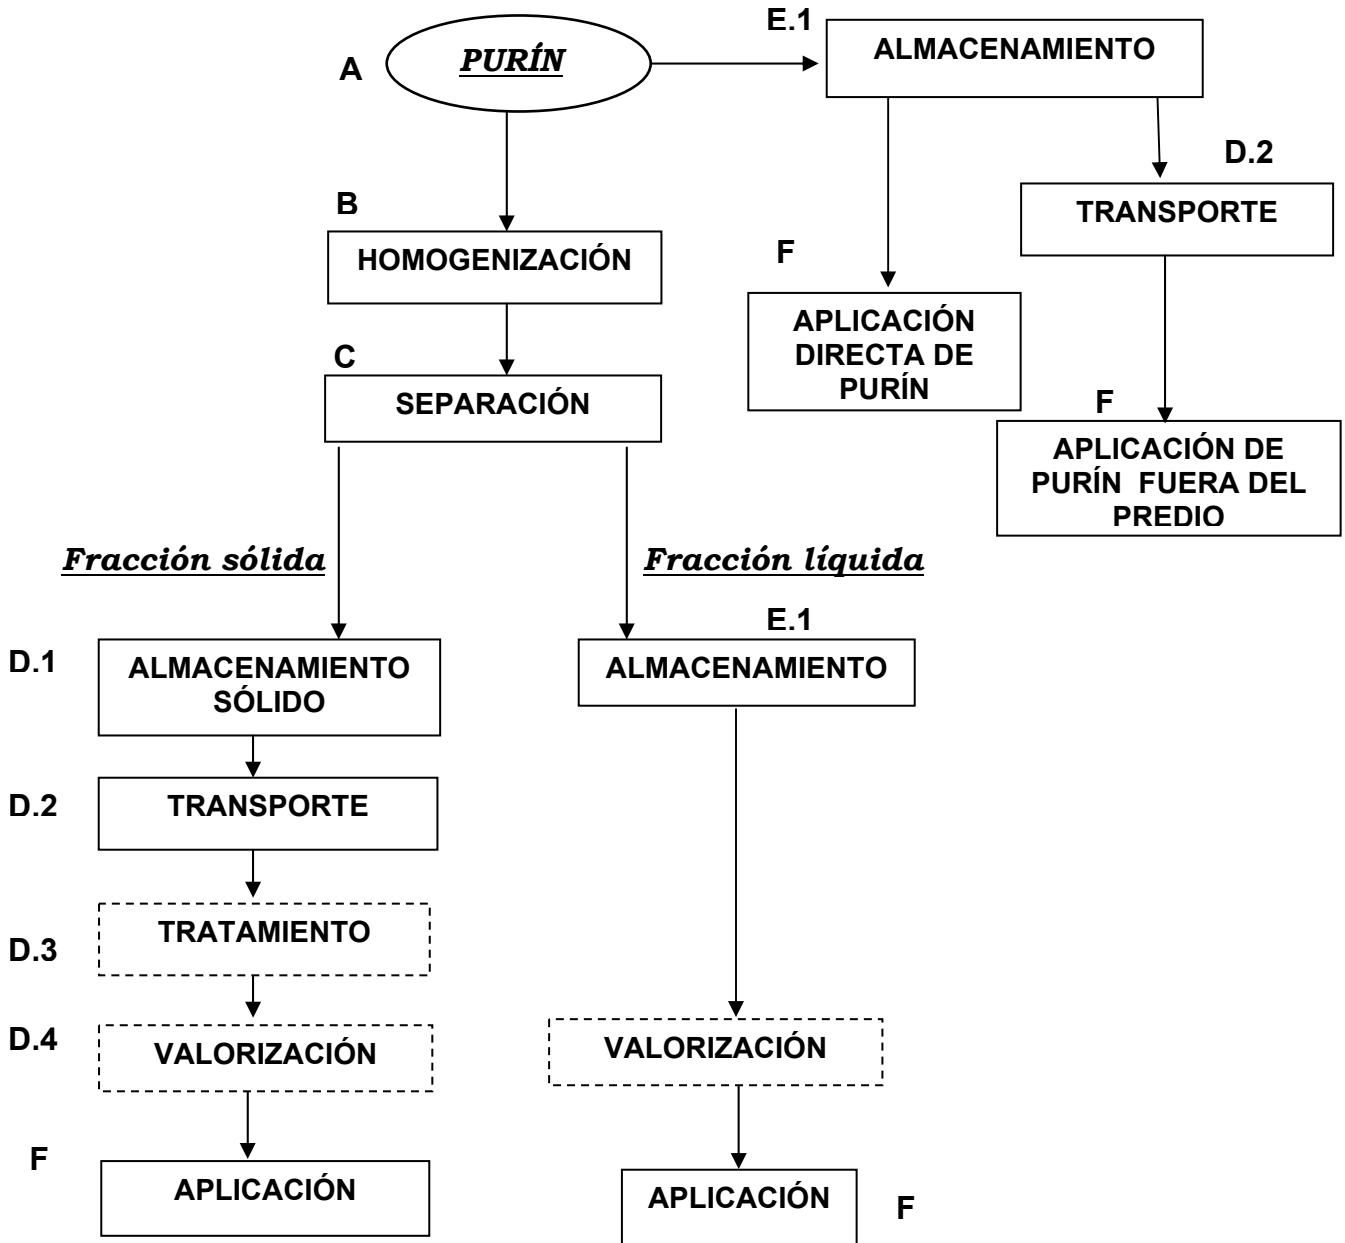 E.1
A
PURÍN
ALMACENAMIENTO
D.2
B
TRANSPORTE
HOMOGENIZACIÓN
F
APLICACIÓN
DIRECTA DE
PURÍN
C
SEPARACIÓN
F
APLICACIÓN DE
PURÍN FUERA DEL
PREDIO
Fracción sólida
Fracción líquida
E.1
D.1
ALMACENAMIENTO
SÓLIDO
ALMACENAMIENTO
D.2
TRANSPORTE
D.3
TRATAMIENTO
D.4
VALORIZACIÓN
VALORIZACIÓN
F
APLICACIÓN
APLICACIÓN
F